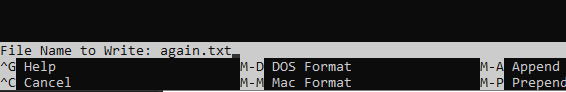 File Name to Write: again.txt
^G Help M-D DOS Format M-A Append
^C Cancel M-M Mac Format M-P Prepend